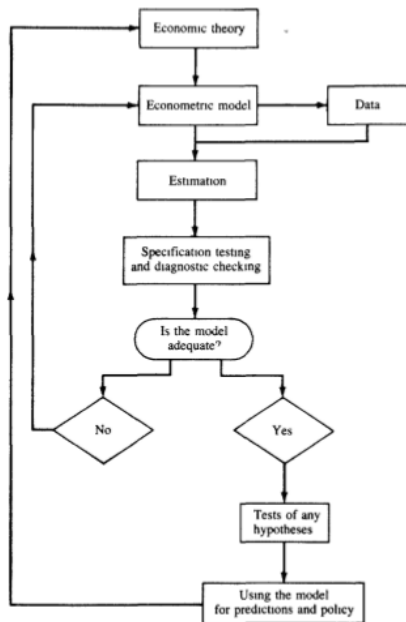 Economic theory
Econometric model
Data
Estimation
Specification testing
and diagnostic checking
Is the model
adequate?
No
Yes
Tests of any
hypotheses
Using the model
for predictions and policy